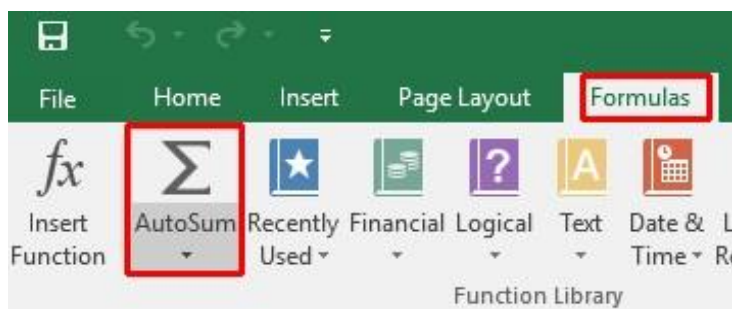 File Home Insert Page Layout Formulas
fx Σ ? A
Insert AutoSum Recently Financial Logical Text Date &
Function Used Time
Function Library